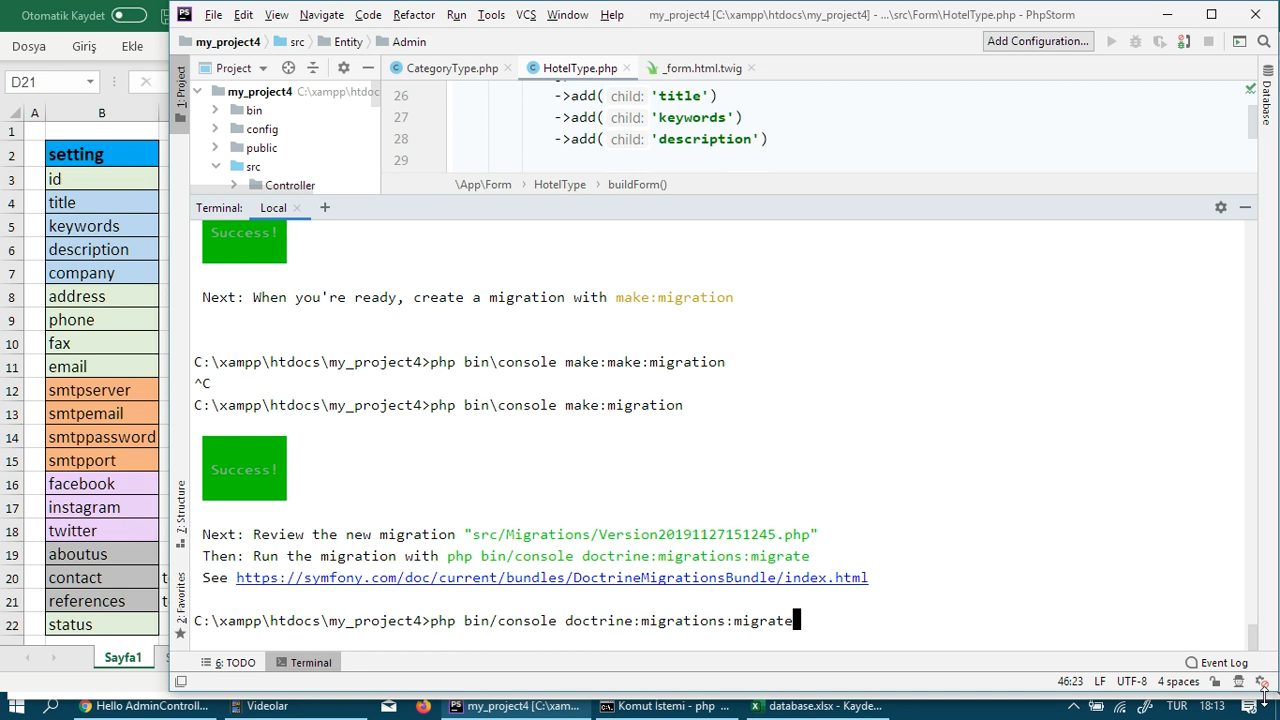 Otomatik Kaydet
Dosya Giriş Ekle
D21
A B
1
2 setting
3 id
4 title
5 keywords
6 description
7 company
8 address
9 phone
10 fax
11 email
12 smtpserver
13 smtpemail
14 smtppassword
15 smtpport
16 facebook
17 instagram
18 twitter
19 aboutus
20 contact t
21 references t
22 status
Sayfa1
PS File Edit View Navigate Code Refactor Run Tools VCS Window Help my_project4 [C:\xampp\htdocs\my_project4] - ...\src\Form\HotelType.php - PhpStorm
my_project4 src Entity Admin Add Configuration...
1: Project
Project
CategoryType.php HotelType.php _form.html.twig
Database
my_project4 C:\xampp\htdoc
bin
config
public
src
Controller
26 ->add( child: 'title')
27 ->add( child: 'keywords')
28 ->add( child: 'description')
29
\App\Form HotelType buildForm()
Terminal: Local +
Success!
Next: When you're ready, create a migration with make:migration
C:\xampp\htdocs\my_project4>php bin\console make:make:migration
^C
C:\xampp\htdocs\my_project4>php bin\console make:migration
Success!
Next: Review the new migration "src/Migrations/Version20191127151245.php"
Then: Run the migration with php bin/console doctrine:migrations:migrate
See https://symfony.com/doc/current/bundles/DoctrineMigrationsBundle/index.html
C:\xampp\htdocs\my_project4>php bin/console doctrine:migrations:migrate
7: Structure
2: Favorites
6: TODO Terminal Event Log
46:23 LF UTF-8 4 spaces
Hello AdminControll... Videolar my_project4 [C:\xam... Komut İstemi - php ... database.xlsx - Kayde... TUR 18:13